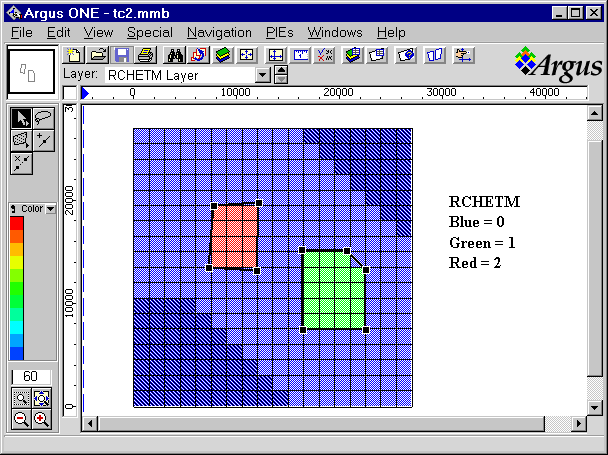 Argus ONE - tc2.mmb
File Edit View Special Navigation PIEs Windows Help
Layer: RCHETM Layer
Argus
0 10000 20000 30000 40000
20000
10000
0
Color
60
RCHETM
Blue = 0
Green = 1
Red = 2